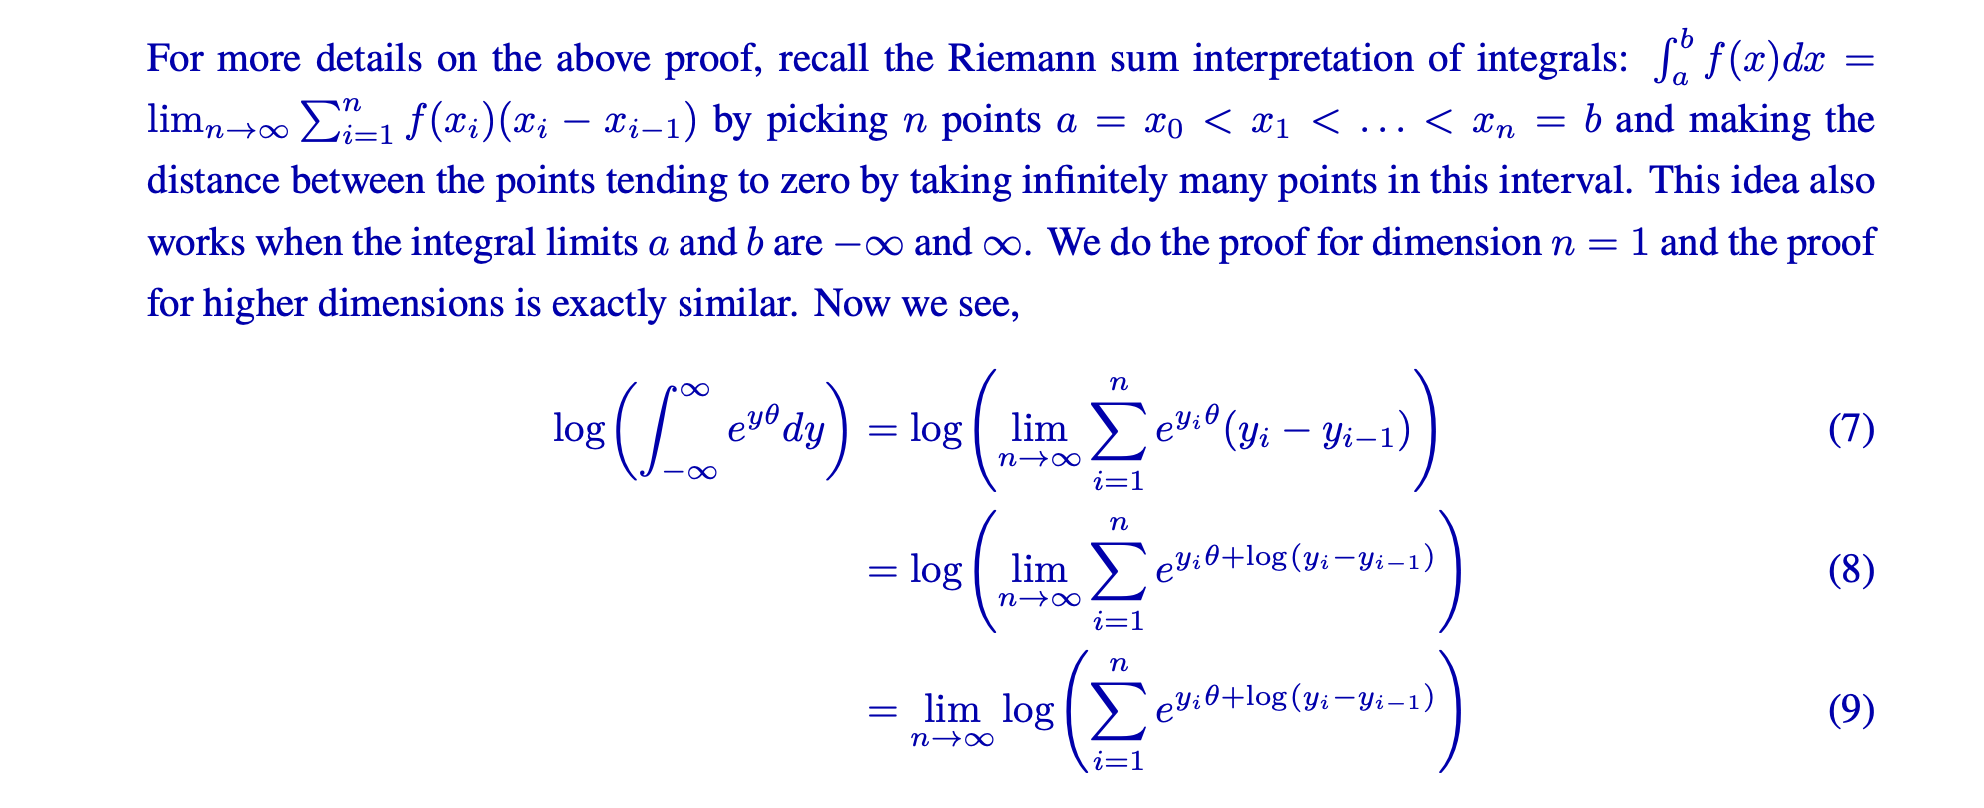 For more details on the above proof, recall the Riemann sum interpretation of integrals: $\int_a^b f(x)dx =$
$\lim_{n\to\infty} \sum_{i=1}^n f(x_i)(x_i - x_{i-1})$ by picking $n$ points $a = x_0 < x_1 < \ldots < x_n = b$ and making the
distance between the points tending to zero by taking infinitely many points in this interval. This idea also
works when the integral limits $a$ and $b$ are $-\infty$ and $\infty$. We do the proof for dimension $n = 1$ and the proof
for higher dimensions is exactly similar. Now we see,
$\log\left(\int_{-\infty}^{\infty} e^{y\theta} dy\right) = \log\left(\lim_{n\to\infty} \sum_{i=1}^n e^{y_i\theta}(y_i - y_{i-1})\right)$ (7)
$= \log\left(\lim_{n\to\infty} \sum_{i=1}^n e^{y_i\theta+\log(y_i-y_{i-1})}\right)$ (8)
$= \lim_{n\to\infty} \log\left(\sum_{i=1}^n e^{y_i\theta+\log(y_i-y_{i-1})}\right)$ (9)